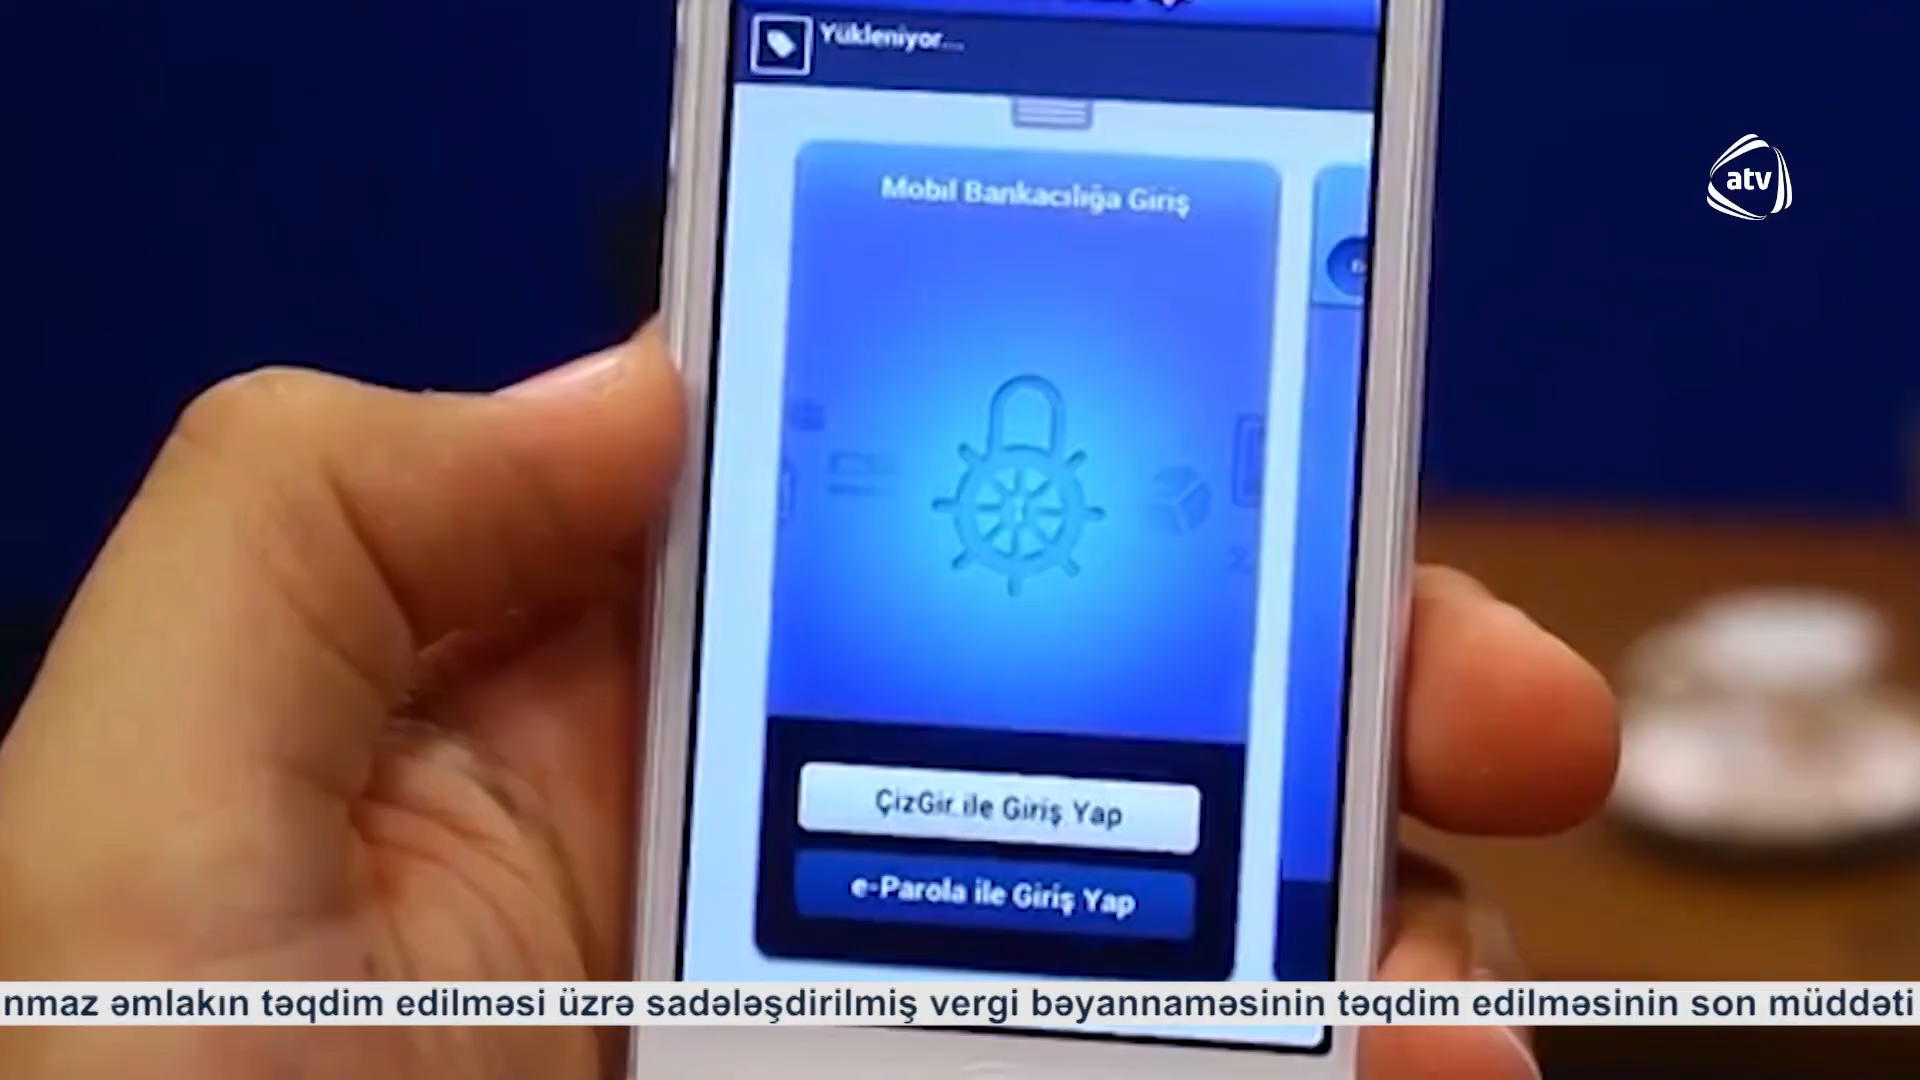 Yükleniyor...
atv
Mobil Bankacılığa Giriş
ÇizGir ile Giriş Yap
e-Parola ile Giriş Yap
nmaz əmlakın təqdim edilməsi üzrə sadələşdirilmiş vergi bəyannaməsinin təqdim edilməsinin son müddəti